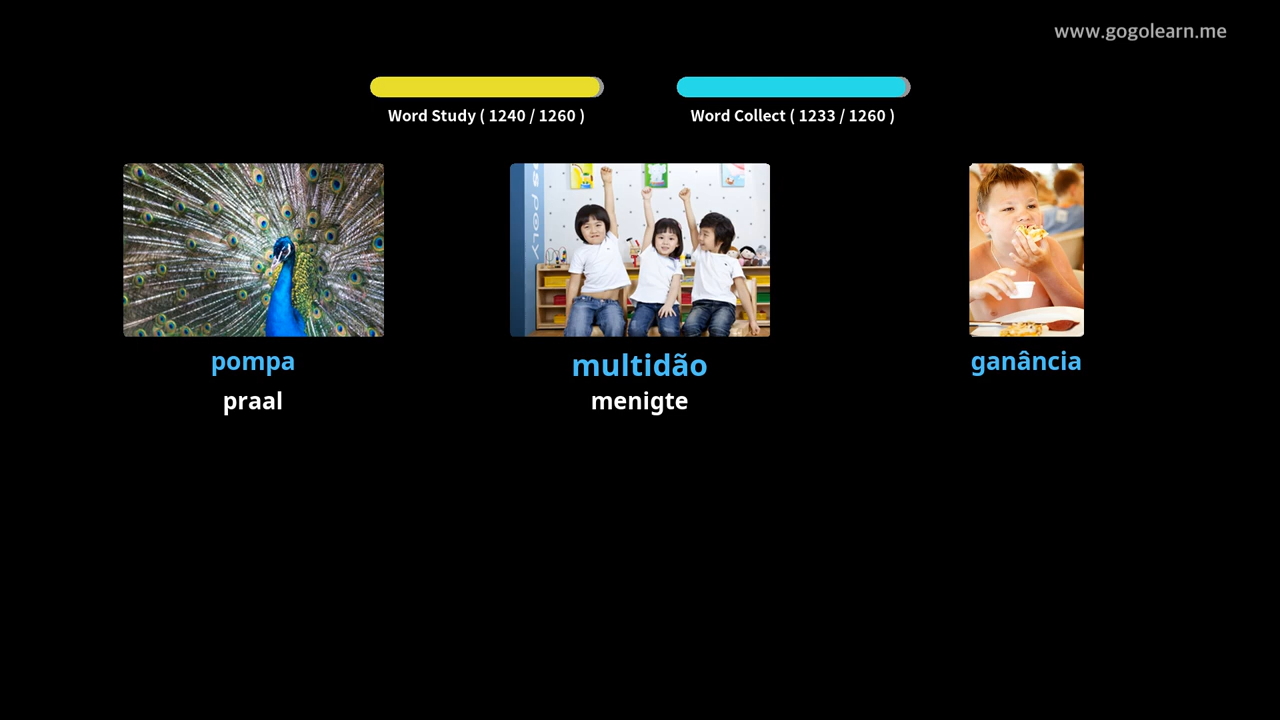 www.gogolearn.me
Word Study ( 1240 / 1260 )
Word Collect ( 1233 / 1260 )
pompa
multidão
ganância
praal
menigte